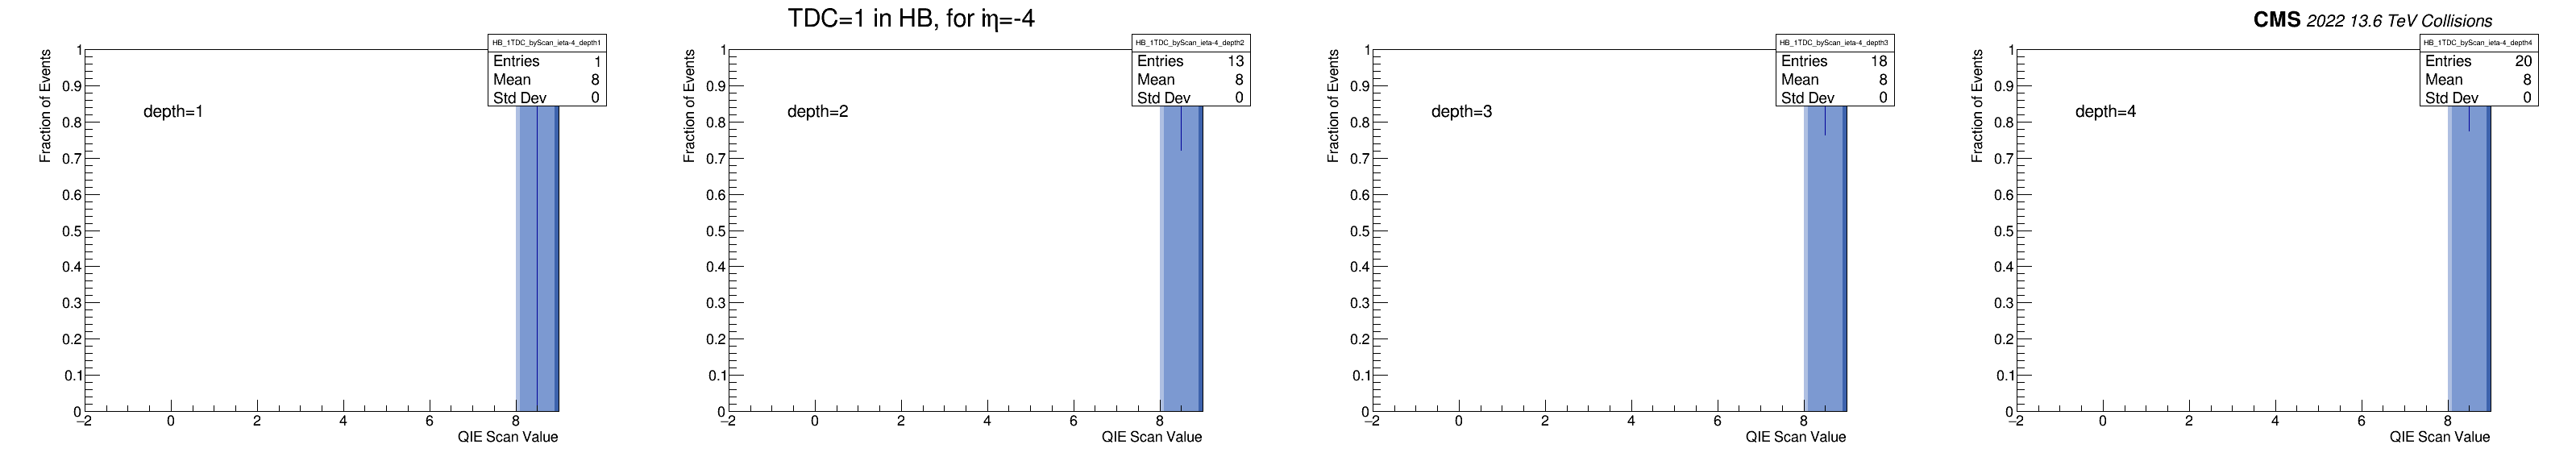 TDC=1 in HB, for iη=-4
CMS 2022 13.6 TeV Collisions
HB_1TDC_byScan_ieta-4_depth1
Entries 1
Mean 8
Std Dev 0
Fraction of Events
depth=1
1
0.9
0.8
0.7
0.6
0.5
0.4
0.3
0.2
0.1
0
−2 0 2 4 6 8
QIE Scan Value
HB_1TDC_byScan_ieta-4_depth2
Entries 13
Mean 8
Std Dev 0
Fraction of Events
depth=2
1
0.9
0.8
0.7
0.6
0.5
0.4
0.3
0.2
0.1
0
−2 0 2 4 6 8
QIE Scan Value
HB_1TDC_byScan_ieta-4_depth3
Entries 18
Mean 8
Std Dev 0
Fraction of Events
depth=3
1
0.9
0.8
0.7
0.6
0.5
0.4
0.3
0.2
0.1
0
−2 0 2 4 6 8
QIE Scan Value
HB_1TDC_byScan_ieta-4_depth4
Entries 20
Mean 8
Std Dev 0
Fraction of Events
depth=4
1
0.9
0.8
0.7
0.6
0.5
0.4
0.3
0.2
0.1
0
−2 0 2 4 6 8
QIE Scan Value